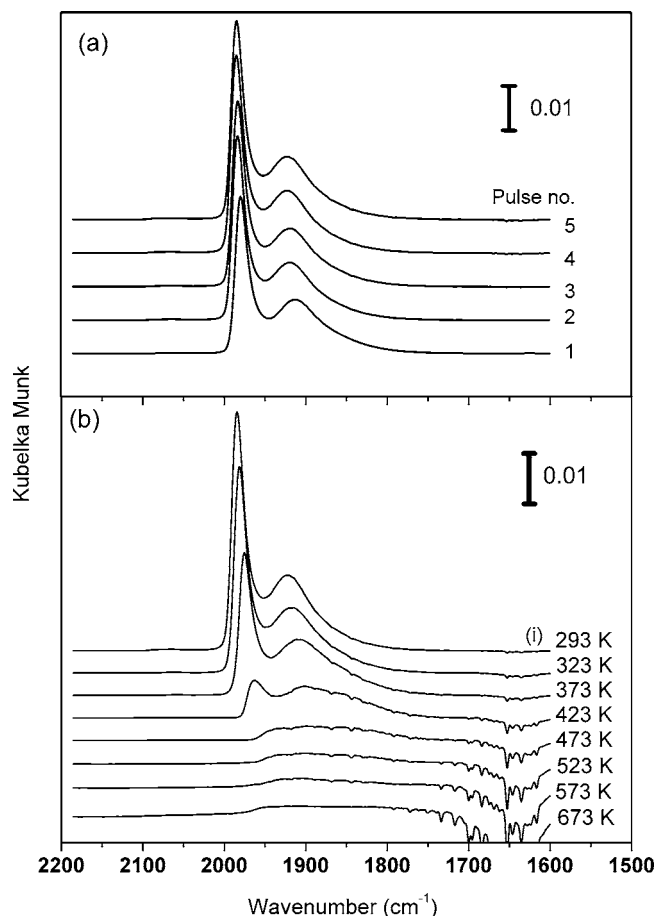 (a)
0.01
Pulse no.
5
4
3
2
1
Kubelka Munk
(b)
0.01
(i)
293 K
323 K
373 K
423 K
473 K
523 K
573 K
673 K
2200 2100 2000 1900 1800 1700 1600 1500
Wavenumber (cm⁻¹)